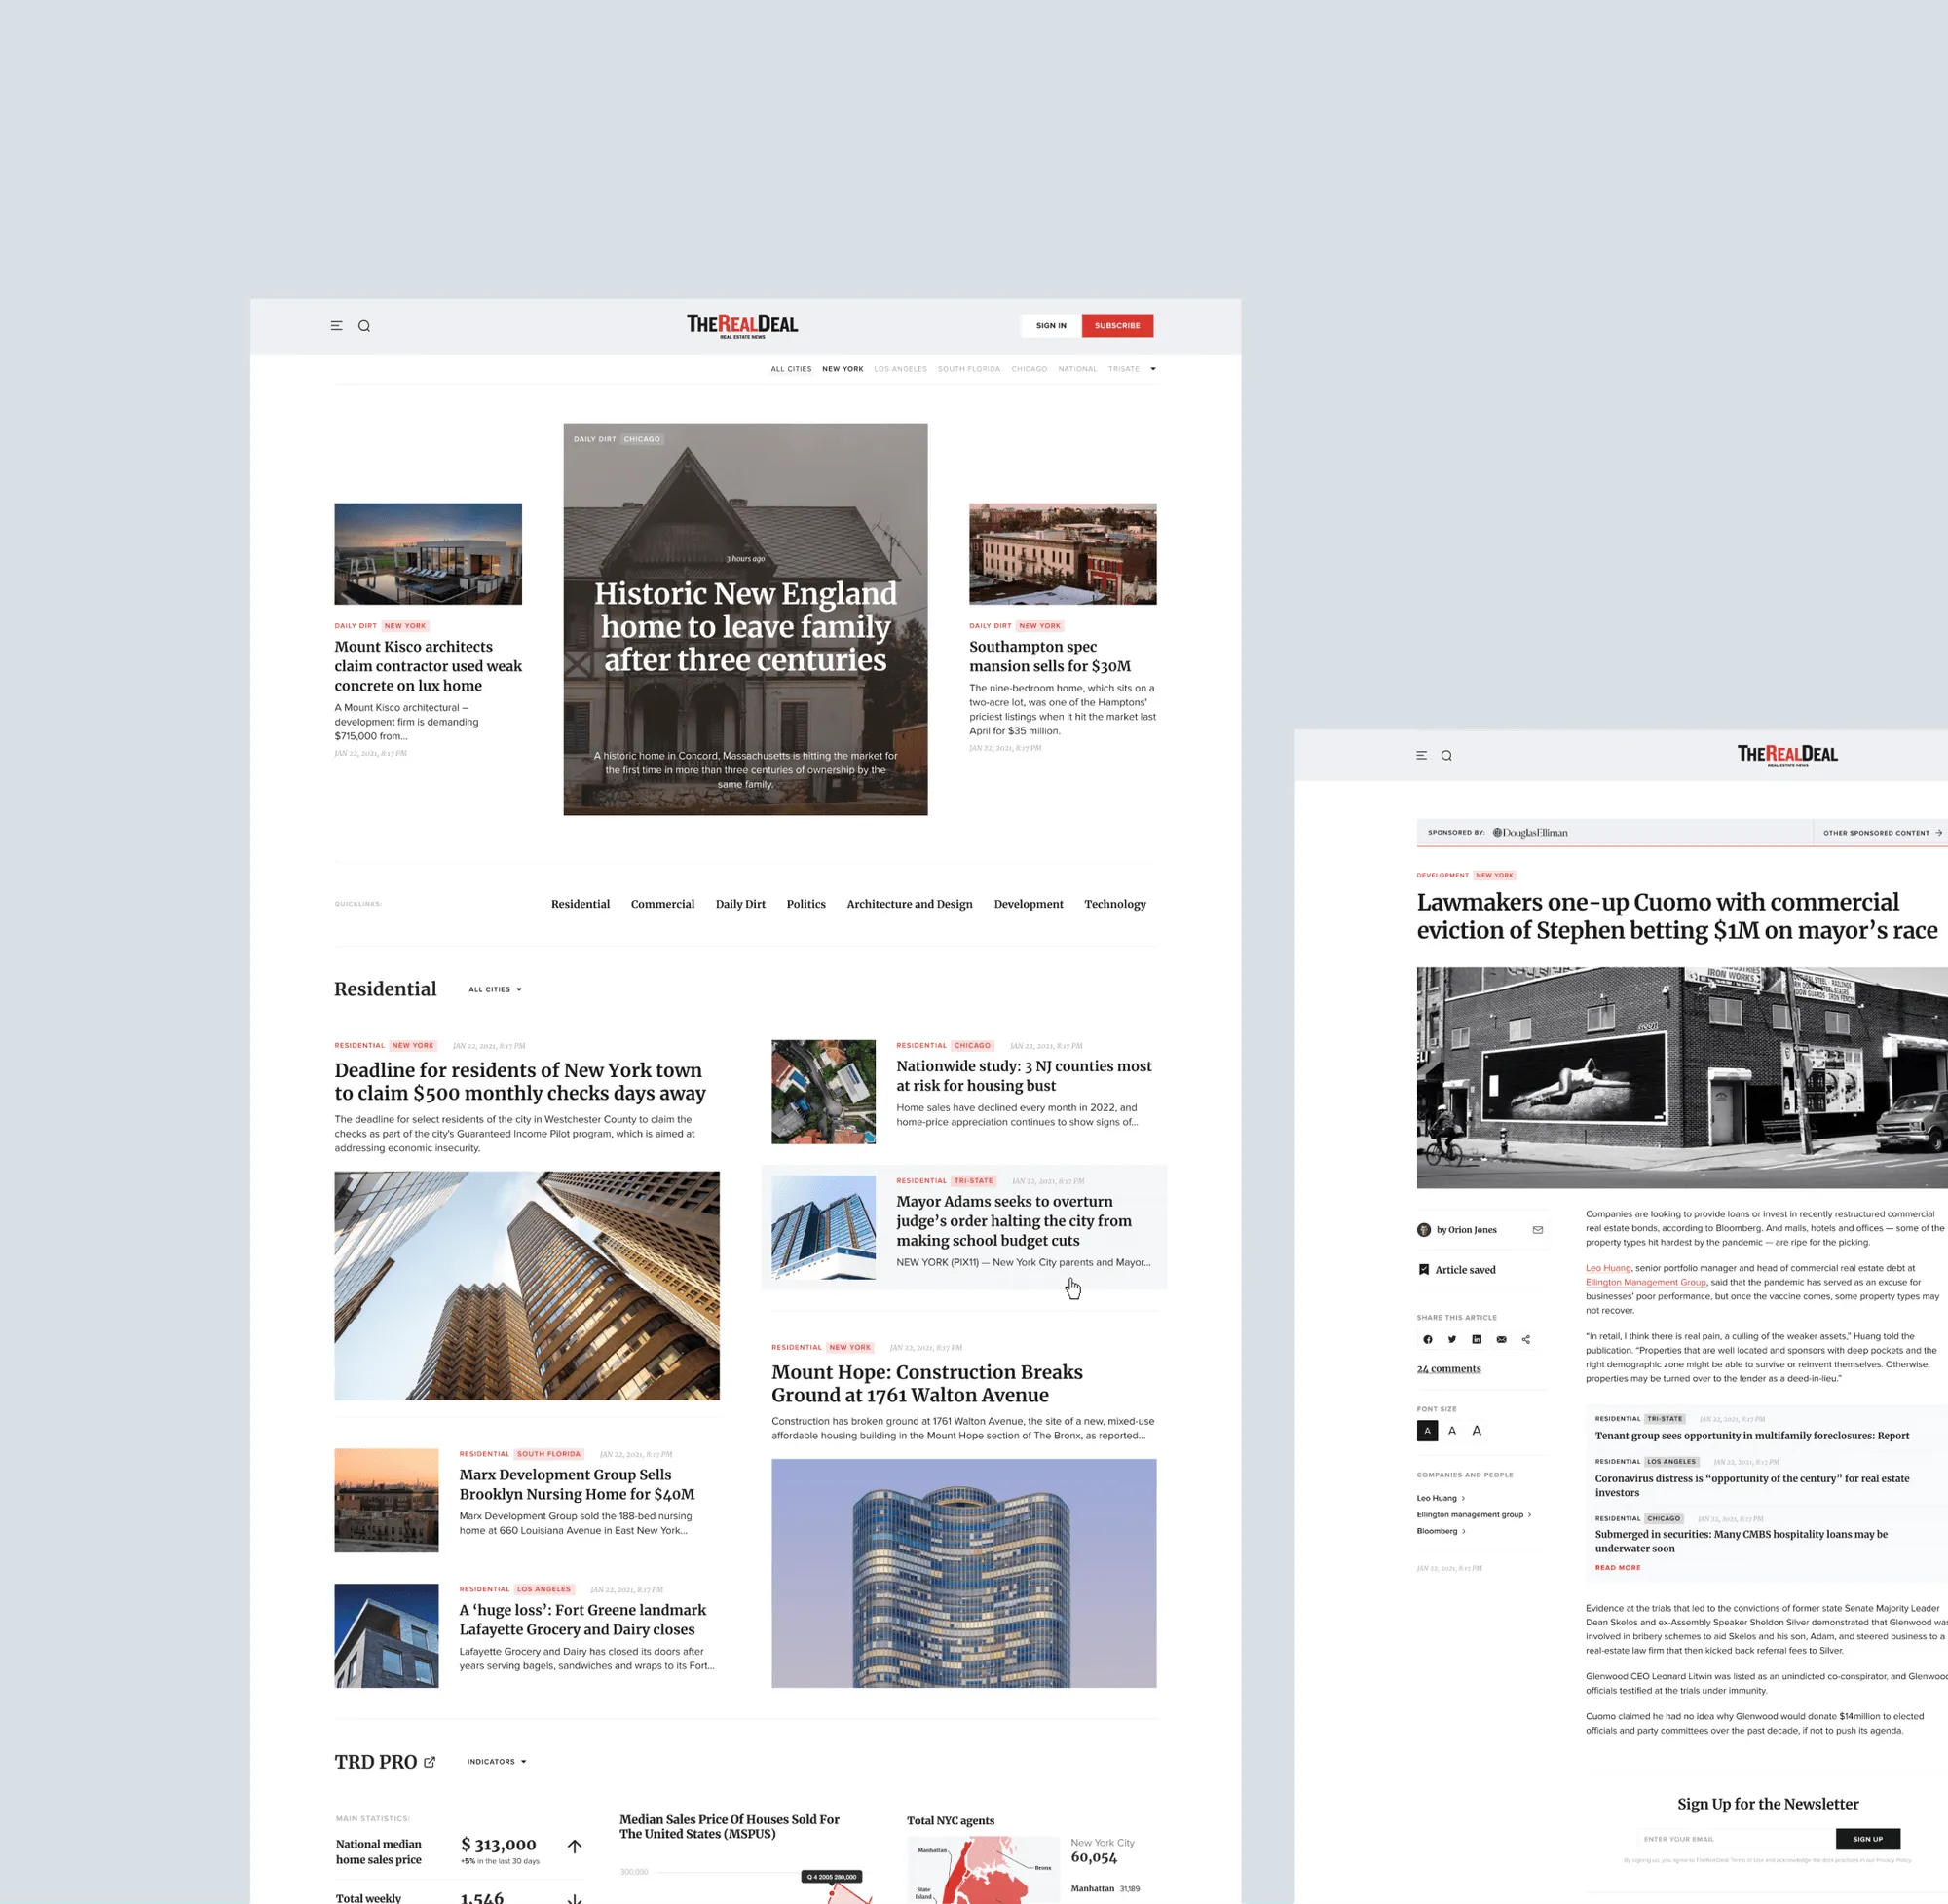 THEREALDEAL
REAL ESTATE NEWS
SIGN IN
SUBSCRIBE
ALL CITIES NEW YORK LOS ANGELES SOUTH FLORIDA CHICAGO NATIONAL TRISATE
DAILY DIRT NEW YORK
Mount Kisco architects
claim contractor used weak
concrete on lux home
A Mount Kisco architectural –
development firm is demanding
$715,000 from...
JAN 22, 2021, 8:17 PM
DAILY DIRT CHICAGO
3 hours ago
Historic New England
home to leave family
after three centuries
A historic home in Concord, Massachusetts is hitting the market for
the first time in more than three centuries of ownership by the
same family.
DAILY DIRT NEW YORK
Southampton spec
mansion sells for $30M
The nine-bedroom home, which sits on a
two-acre lot, was one of the Hamptons'
priciest listings when it hit the market last
April for $35 million.
JAN 22, 2021, 8:17 PM
QUICKLINKS:
Residential Commercial Daily Dirt Politics Architecture and Design Development Technology
Residential
ALL CITIES
RESIDENTIAL NEW YORK JAN 22, 2021, 8:17 PM
Deadline for residents of New York town
to claim $500 monthly checks days away
The deadline for select residents of the city in Westchester County to claim the
checks as part of the city's Guaranteed Income Pilot program, which is aimed at
addressing economic insecurity.
RESIDENTIAL SOUTH FLORIDA JAN 22, 2021, 8:17 PM
Marx Development Group Sells
Brooklyn Nursing Home for $40M
Marx Development Group sold the 188-bed nursing
home at 660 Louisiana Avenue in East New York...
RESIDENTIAL LOS ANGELES JAN 22, 2021, 8:17 PM
A ‘huge loss’: Fort Greene landmark
Lafayette Grocery and Dairy closes
Lafayette Grocery and Dairy has closed its doors after
years serving bagels, sandwiches and wraps to its Fort...
RESIDENTIAL CHICAGO JAN 22, 2021, 8:17 PM
Nationwide study: 3 NJ counties most
at risk for housing bust
Home sales have declined every month in 2022, and
home-price appreciation continues to show signs of...
RESIDENTIAL TRI-STATE JAN 22, 2021, 8:17 PM
Mayor Adams seeks to overturn
judge’s order halting the city from
making school budget cuts
NEW YORK (PIX11) — New York City parents and Mayor...
RESIDENTIAL NEW YORK JAN 22, 2021, 8:17 PM
Mount Hope: Construction Breaks
Ground at 1761 Walton Avenue
Construction has broken ground at 1761 Walton Avenue, the site of a new, mixed-use
affordable housing building in the Mount Hope section of The Bronx, as reported...
TRD PRO
INDICATORS
MAIN STATISTICS:
National median
home sales price
$ 313,000
+5% in the last 30 days
Total weekly
1,546
Median Sales Price Of Houses Sold For
The United States (MSPUS)
300,000
Q 4 2005 280,000
Total NYC agents
Manhattan
Bronx
State
Island
New York City
60,054
Manhattan 31,189
THEREALDEAL
REAL ESTATE NEWS
SPONSORED BY: DouglasElliman
OTHER SPONSORED CONTENT
DEVELOPMENT NEW YORK
Lawmakers one-up Cuomo with commercial
eviction of Stephen betting $1M on mayor’s race
seen
IRON WORKS
by Orion Jones
Article saved
SHARE THIS ARTICLE
24 comments
FONT SIZE
A A A
COMPANIES AND PEOPLE
Leo Huang
Ellington management group
Bloomberg
JAN 22, 2021, 8:17 PM
Companies are looking to provide loans or invest in recently restructured commercial
real estate bonds, according to Bloomberg. And malls, hotels and offices — some of the
property types hit hardest by the pandemic — are ripe for the picking.
Leo Huang, senior portfolio manager and head of commercial real estate debt at
Ellington Management Group, said that the pandemic has served as an excuse for
businesses’ poor performance, but once the vaccine comes, some property types may
not recover.
“In retail, I think there is real pain, a culling of the weaker assets,” Huang told the
publication. “Properties that are well located and sponsors with deep pockets and the
right demographic zone might be able to survive or reinvent themselves. Otherwise,
properties may be turned over to the lender as a deed-in-lieu.”
RESIDENTIAL TRI-STATE JAN 22, 2021, 8:17 PM
Tenant group sees opportunity in multifamily foreclosures: Report
RESIDENTIAL LOS ANGELES JAN 22, 2021, 8:17 PM
Coronavirus distress is “opportunity of the century” for real estate
investors
RESIDENTIAL CHICAGO JAN 22, 2021, 8:17 PM
Submerged in securities: Many CMBS hospitality loans may be
underwater soon
READ MORE
Evidence at the trials that led to the convictions of former state Senate Majority Leader
Dean Skelos and ex-Assembly Speaker Sheldon Silver demonstrated that Glenwood was
involved in bribery schemes to aid Skelos and his son, Adam, and steered business to a
real-estate law firm that then kicked back referral fees to Silver.
Glenwood CEO Leonard Litwin was listed as an unindicted co-conspirator, and Glenwood
officials testified at the trials under immunity.
Cuomo claimed he had no idea why Glenwood would donate $14million to elected
officials and party committees over the past decade, if not to push its agenda.
Sign Up for the Newsletter
ENTER YOUR EMAIL
SIGN UP
By signing up, you agree to TheRealDeal Terms of Use and acknowledge the data practices in our Privacy Policy.